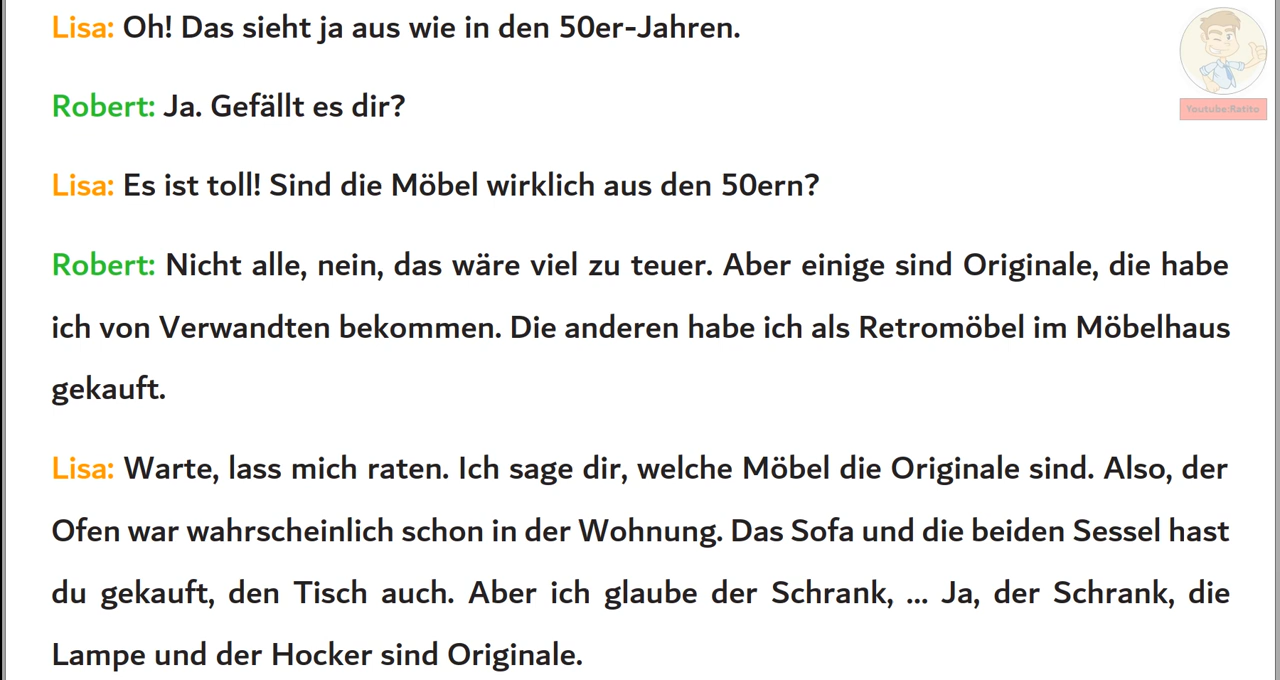 Lisa: Oh! Das sieht ja aus wie in den 50er-Jahren.
Youtube:Ratito
Robert: Ja. Gefällt es dir?
Lisa: Es ist toll! Sind die Möbel wirklich aus den 50ern?
Robert: Nicht alle, nein, das wäre viel zu teuer. Aber einige sind Originale, die habe
ich von Verwandten bekommen. Die anderen habe ich als Retromöbel im Möbelhaus
gekauft.
Lisa: Warte, lass mich raten. Ich sage dir, welche Möbel die Originale sind. Also, der
Ofen war wahrscheinlich schon in der Wohnung. Das Sofa und die beiden Sessel hast
du gekauft, den Tisch auch. Aber ich glaube der Schrank, ... Ja, der Schrank, die
Lampe und der Hocker sind Originale.